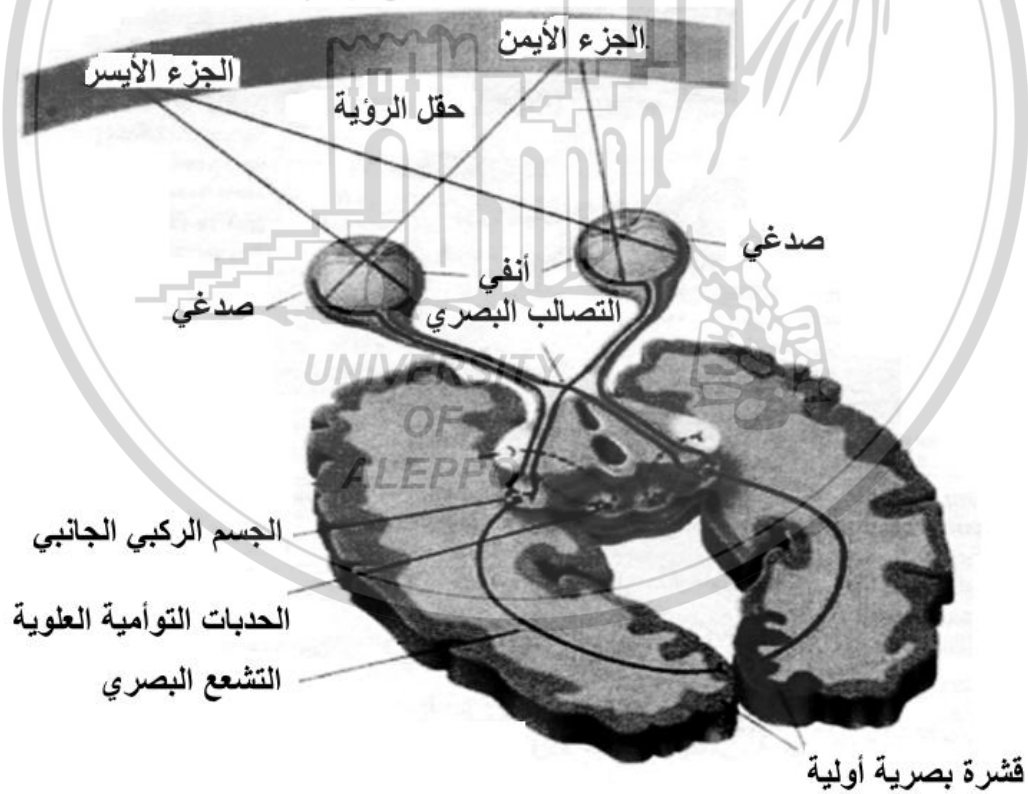 الجزء الأيمن
الجزء الأيسر
حقل الرؤية
صدغي
أنفي
صدغي
التصالب البصري
UNIVERSITY
OF
ALEPPO
الجسم الركبي الجانبي
الحدبات التوأمية العلوية
التشعع البصري
قشرة بصرية أولية